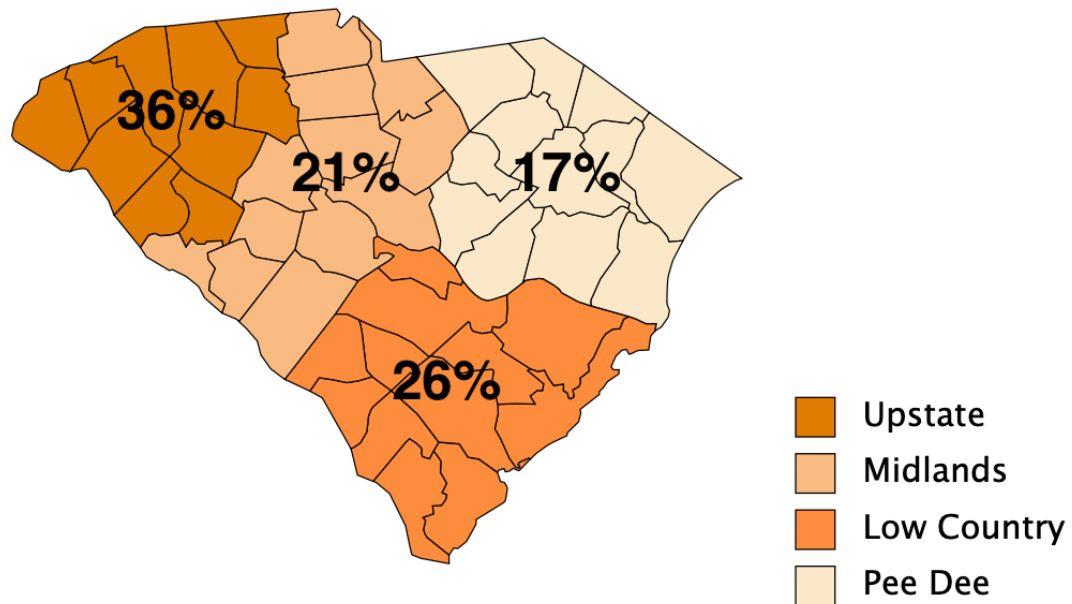 36%
21%
17%
26%
Upstate
Midlands
Low Country
Pee Dee